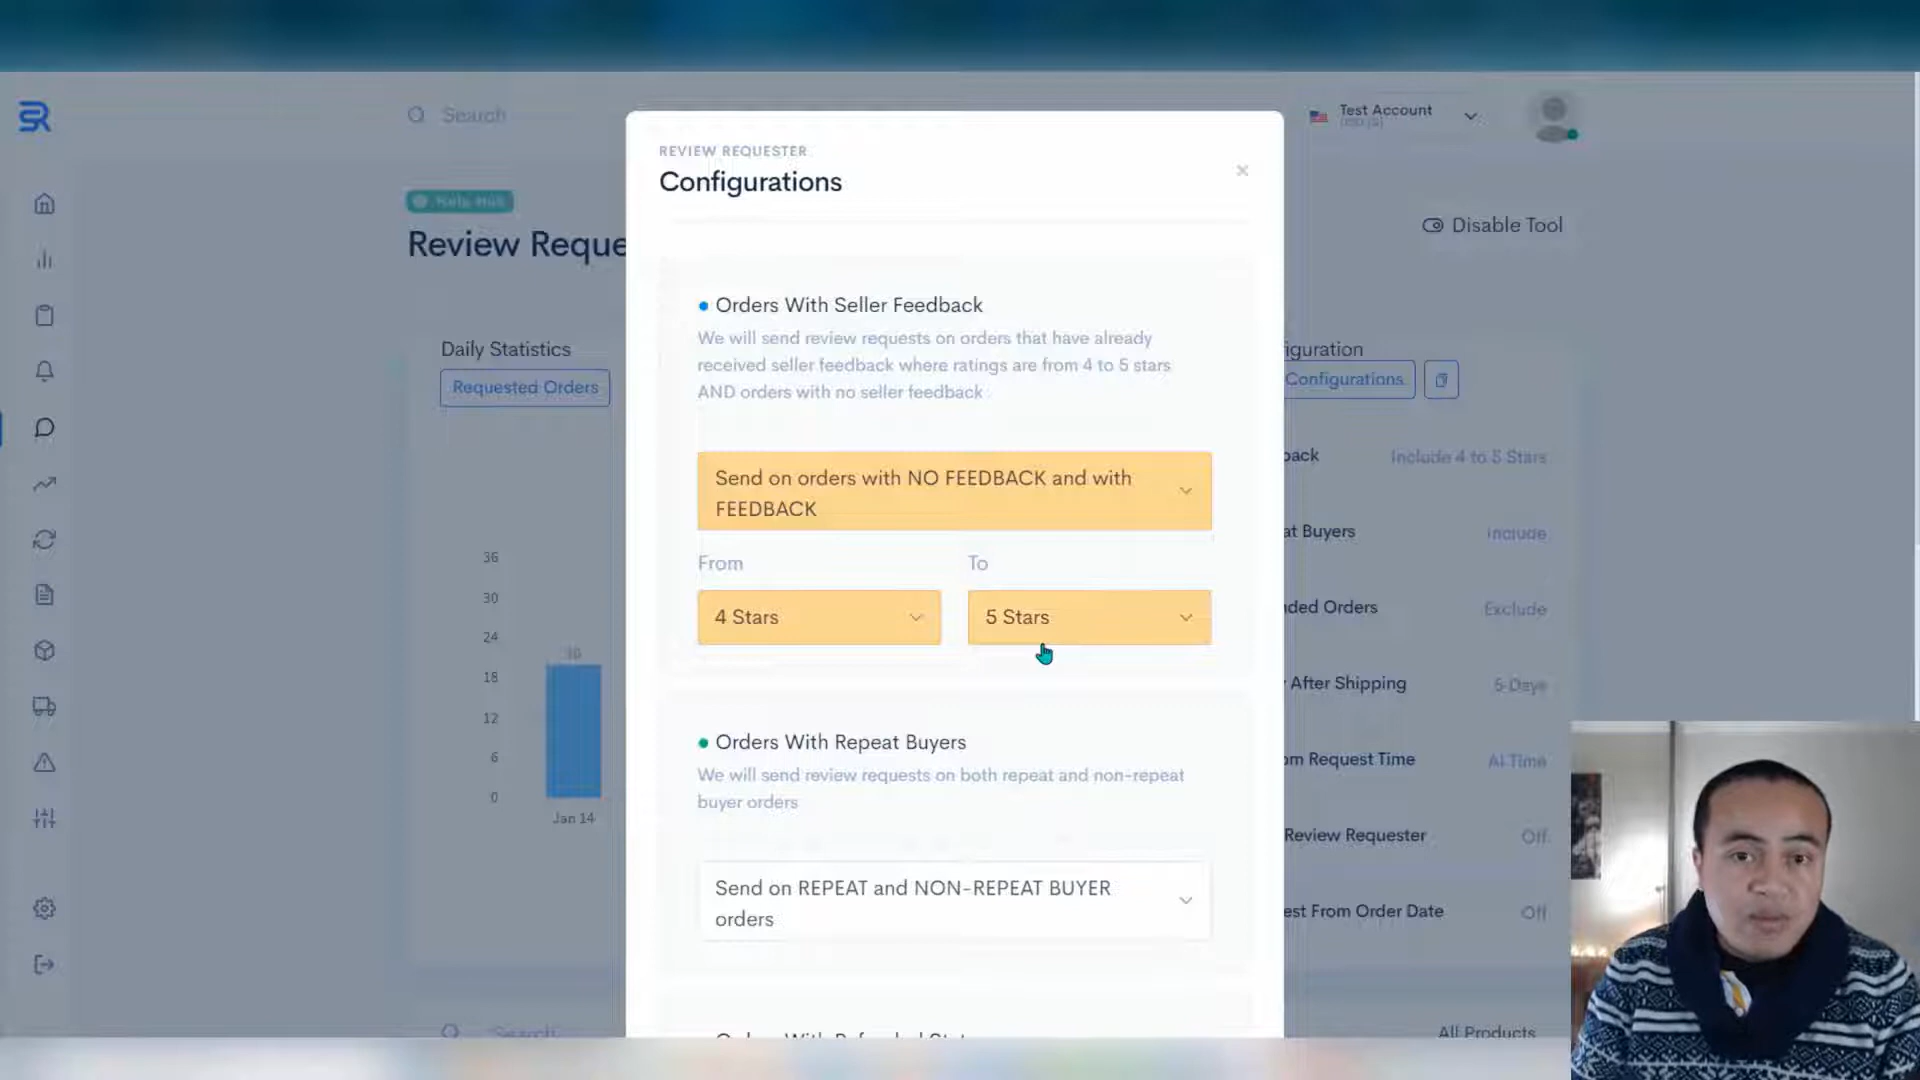 Search
Test Account
REVIEW REQUESTER
Configurations
Help Hub
Review Reque
Disable Tool
Daily Statistics
Requested Orders
iguration
Configurations
Orders With Seller Feedback
We will send review requests on orders that have already
received seller feedback where ratings are from 4 to 5 stars
AND orders with no seller feedback
Send on orders with NO FEEDBACK and with
FEEDBACK
From
To
4 Stars
5 Stars
Orders With Repeat Buyers
We will send review requests on both repeat and non-repeat
buyer orders
Send on REPEAT and NON-REPEAT BUYER
orders
36
30
24
18
12
6
0
Jan 14
back Include 4 to 5 Stars
at Buyers Include
nded Orders Exclude
After Shipping 5 Days
om Request Time AI Time
Review Requester Off
est From Order Date Off
Search
All Products